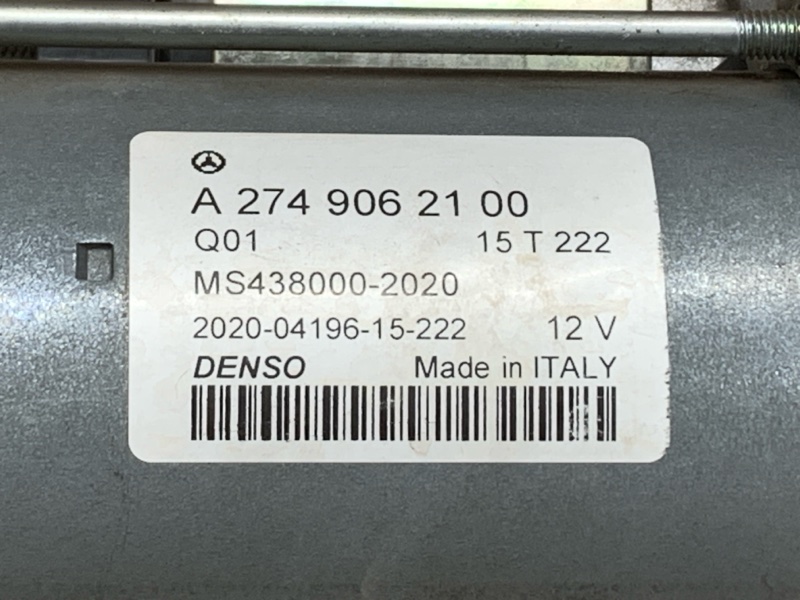 A 274 906 21 00
Q01 15 T 222
MS438000-2020
2020-04196-15-222 12 V
DENSO Made in ITALY